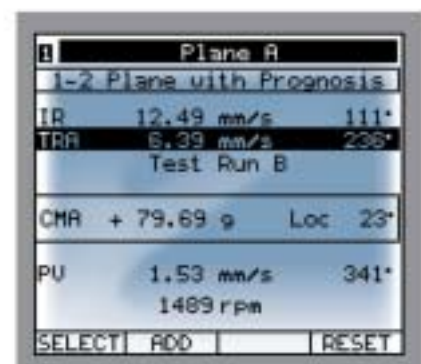 1 Plane A
1-2 Plane with Prognosis
IR 12.49 mm/s 111°
TRA 6.39 mm/s 236°
Test Run B
CMA + 79.69 g Loc 23°
PV 1.53 mm/s 341°
1489 rpm
SELECT ADD RESET